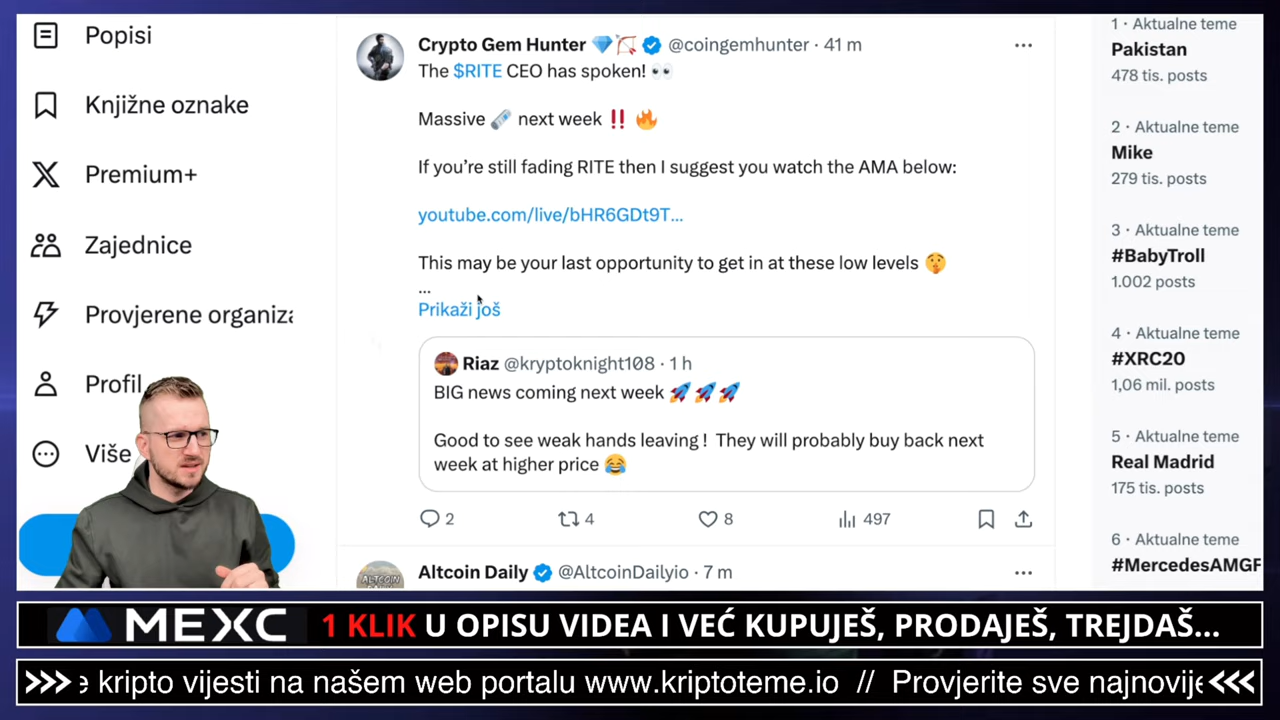 Popisi
Knjižne oznake
Premium+
Zajednice
Provjerene organiza
Profil
Više
Crypto Gem Hunter @coingemhunter · 41 m
The $RITE CEO has spoken!
Massive next week ‼️
If you’re still fading RITE then I suggest you watch the AMA below:
youtube.com/live/bHR6GDt9T...
This may be your last opportunity to get in at these low levels
...
Prikaži još
Riaz @kryptoknight108 · 1 h
BIG news coming next week 🚀🚀🚀
Good to see weak hands leaving ! They will probably buy back next
week at higher price 😂
2 4 8 497
ALTCOIN
Altcoin Daily @AltcoinDailyio · 7 m
1 · Aktualne teme
Pakistan
478 tis. posts
2 · Aktualne teme
Mike
279 tis. posts
3 · Aktualne teme
#BabyTroll
1.002 posts
4 · Aktualne teme
#XRC20
1,06 mil. posts
5 · Aktualne teme
Real Madrid
175 tis. posts
6 · Aktualne teme
#MercedesAMGF
MEXC 1 KLIK U OPISU VIDEA I VEĆ KUPUJEŠ, PRODAJEŠ, TREJDAŠ...
>>> e kripto vijesti na našem web portalu www.kriptoteme.io // Provjerite sve najnovije <<<